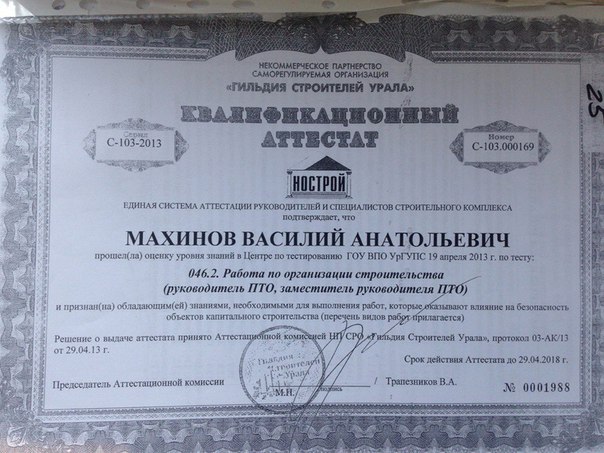 НЕКОММЕРЧЕСКОЕ ПАРТНЕРСТВО
САМОРЕГУЛИРУЕМАЯ ОРГАНИЗАЦИЯ
«ГИЛЬДИЯ СТРОИТЕЛЕЙ УРАЛА»
КВАЛИФИКАЦИОННЫЙ
АТТЕСТАТ
Серия
С-103-2013
Номер
С-103.000169
25
НОСТРОЙ
ЕДИНАЯ СИСТЕМА АТТЕСТАЦИИ РУКОВОДИТЕЛЕЙ И СПЕЦИАЛИСТОВ СТРОИТЕЛЬНОГО КОМПЛЕКСА
подтверждает, что
МАХИНОВ ВАСИЛИЙ АНАТОЛЬЕВИЧ
прошел(ла) оценку уровня знаний в Центре по тестированию ГОУ ВПО УрГУПС 19 апреля 2013 г. по тесту:
046.2. Работа по организации строительства
(руководитель ПТО, заместитель руководителя ПТО)
и признан(на) обладающим(ей) знаниями, необходимыми для выполнения работ, которые оказывают влияние на безопасность
объектов капитального строительства (перечень видов работ прилагается)
Решение о выдаче аттестата принято Аттестационной комиссией НП СРО «Гильдия Строителей Урала», протокол 03-АК/13
от 29.04.13 г.
Срок действия Аттестата до 29.04.2018 г.
Гильдия
Строителей
Урала
Председатель Аттестационной комиссии
/ Трапезников В.А.
М.П.
подпись
№ 0001988